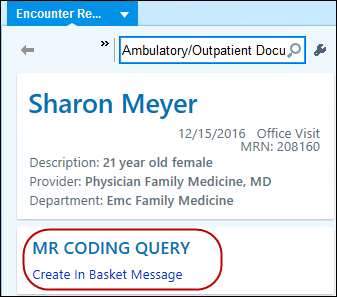 Encounter Re...
»
Ambulatory/Outpatient Docu
Sharon Meyer
12/15/2016 Office Visit
MRN: 208160
Description: 21 year old female
Provider: Physician Family Medicine, MD
Department: Emc Family Medicine
MR CODING QUERY
Create In Basket Message